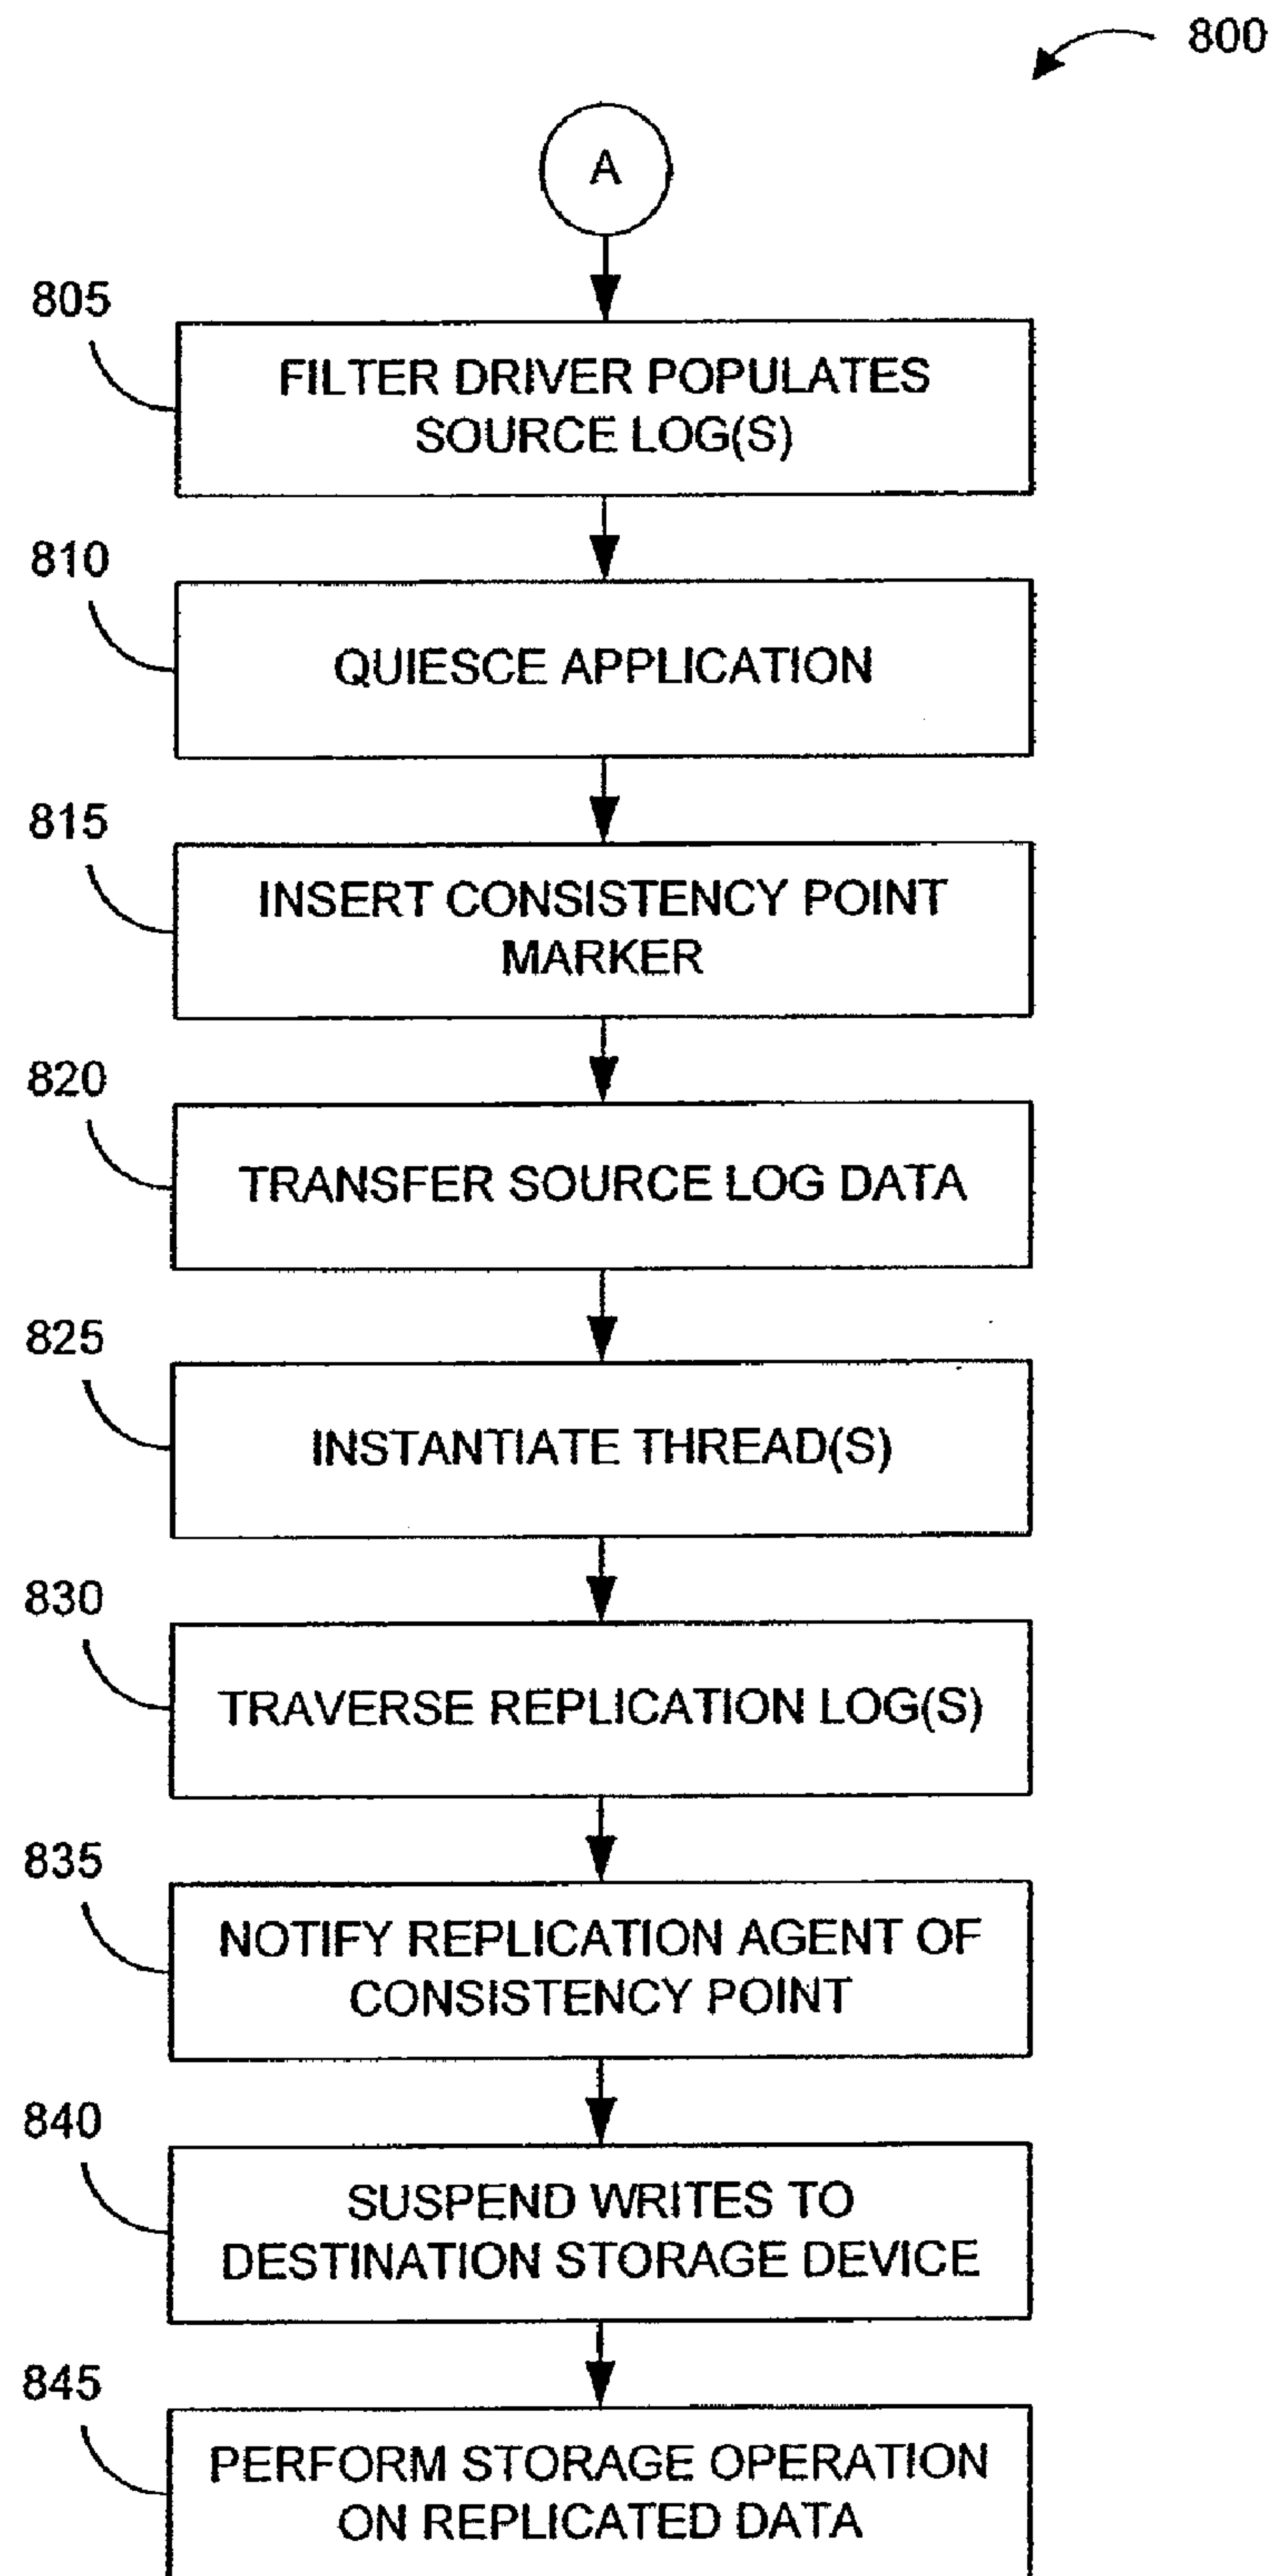 800
A
805
FILTER DRIVER POPULATES
SOURCE LOG(S)
810
QUIESCE APPLICATION
815
INSERT CONSISTENCY POINT
MARKER
820
TRANSFER SOURCE LOG DATA
825
INSTANTIATE THREAD(S)
830
TRAVERSE REPLICATION LOG(S)
835
NOTIFY REPLICATION AGENT OF
CONSISTENCY POINT
840
SUSPEND WRITES TO
DESTINATION STORAGE DEVICE
845
PERFORM STORAGE OPERATION
ON REPLICATED DATA